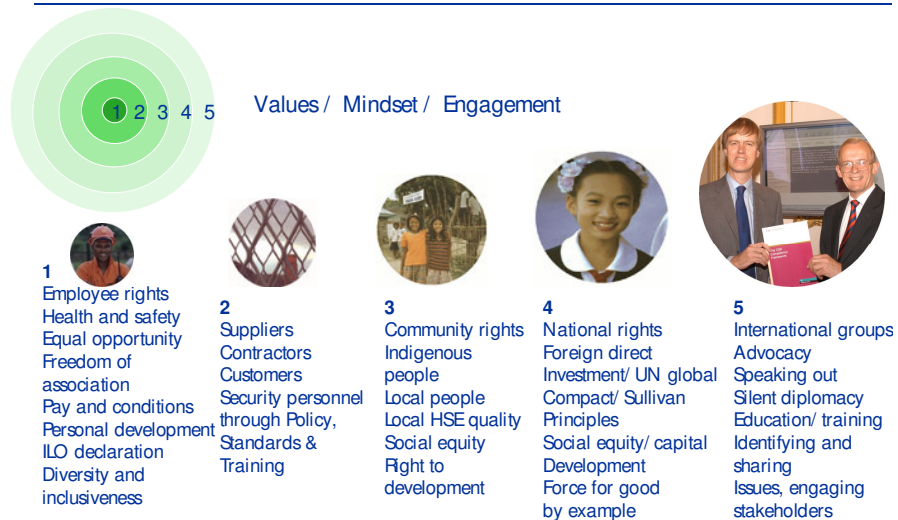 1 2 3 4 5
Values / Mindset / Engagement
1
Employee rights
Health and safety
Equal opportunity
Freedom of
association
Pay and conditions
Personal development
ILO declaration
Diversity and
inclusiveness
2
Suppliers
Contractors
Customers
Security personnel
through Policy,
Standards &
Training
3
Community rights
Indigenous
people
Local people
Local HSE quality
Social equity
Right to
development
4
National rights
Foreign direct
Investment/ UN global
Compact/ Sullivan
Principles
Social equity/ capital
Development
Force for good
by example
5
International groups
Advocacy
Speaking out
Silent diplomacy
Education/ training
Identifying and
sharing
Issues, engaging
stakeholders